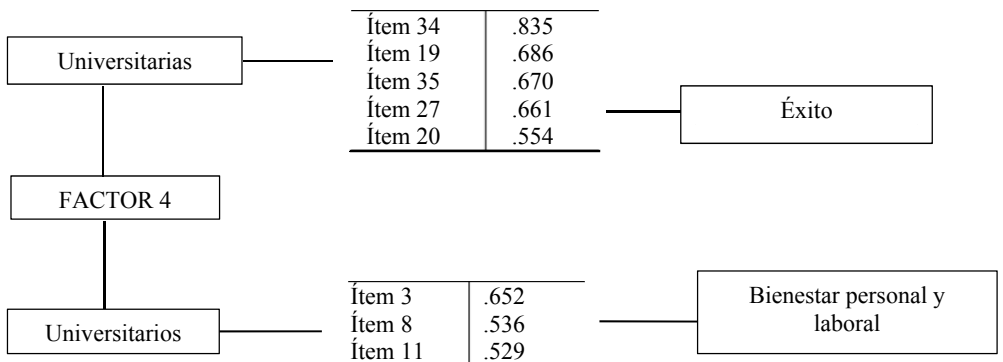 Universitarias
Ítem 34 .835
Ítem 19 .686
Ítem 35 .670
Ítem 27 .661
Ítem 20 .554
Éxito
FACTOR 4
Universitarios
Ítem 3 .652
Ítem 8 .536
Ítem 11 .529
Bienestar personal y
laboral